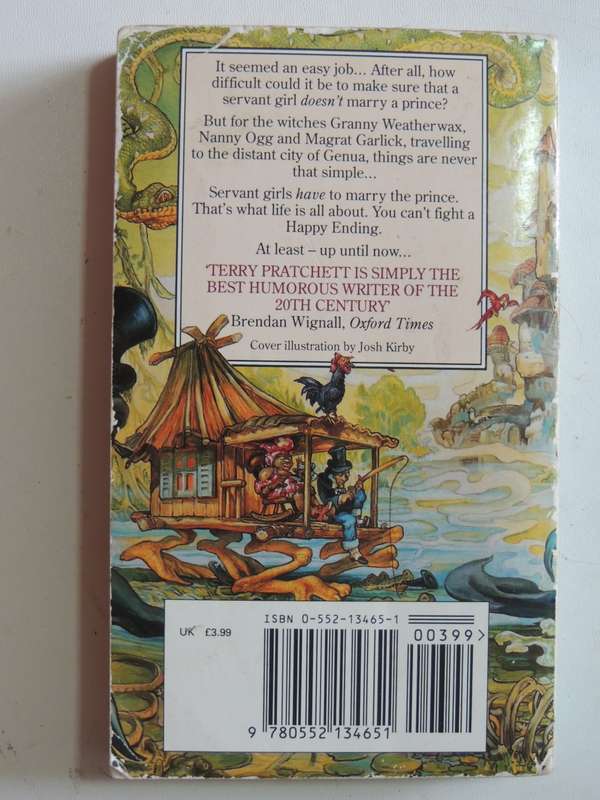 It seemed an easy job... After all, how
difficult could it be to make sure that a
servant girl doesn't marry a prince?
But for the witches Granny Weatherwax,
Nanny Ogg and Magrat Garlick, travelling
to the distant city of Genua, things are never
that simple...
Servant girls have to marry the prince.
That's what life is all about. You can't fight a
Happy Ending.
At least – up until now...
'TERRY PRATCHETT IS SIMPLY THE
BEST HUMOROUS WRITER OF THE
20TH CENTURY'
Brendan Wignall, Oxford Times
Cover illustration by Josh Kirby
UK £3.99
ISBN 0-552-13465-1
00399>
9 780552 134651